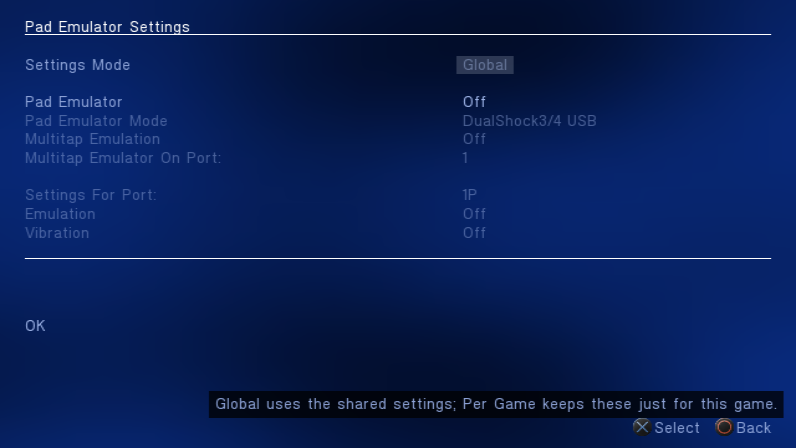 Pad Emulator Settings
Settings Mode Global
Pad Emulator Off
Pad Emulator Mode DualShock3/4 USB
Multitap Emulation Off
Multitap Emulator On Port: 1
Settings For Port: 1P
Emulation Off
Vibration Off
OK
Global uses the shared settings; Per Game keeps these just for this game.
Select Back